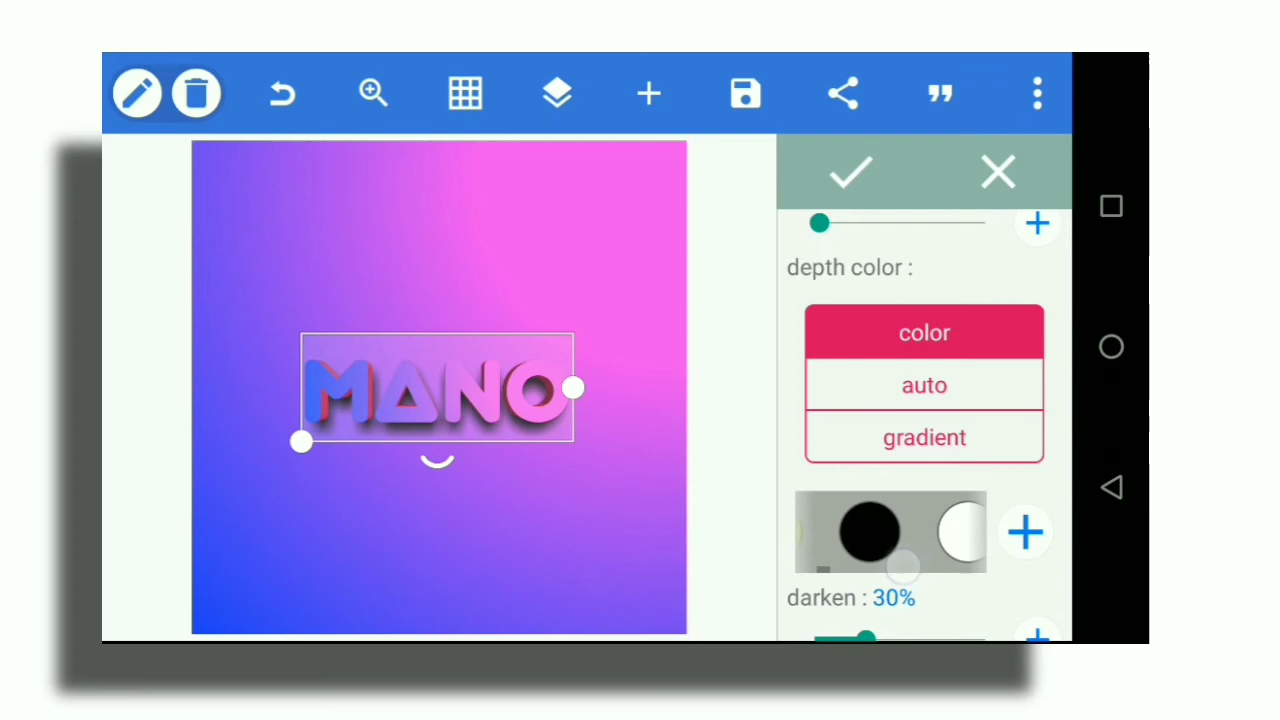 depth color :
color
auto
MANO
gradient
darken : 30%